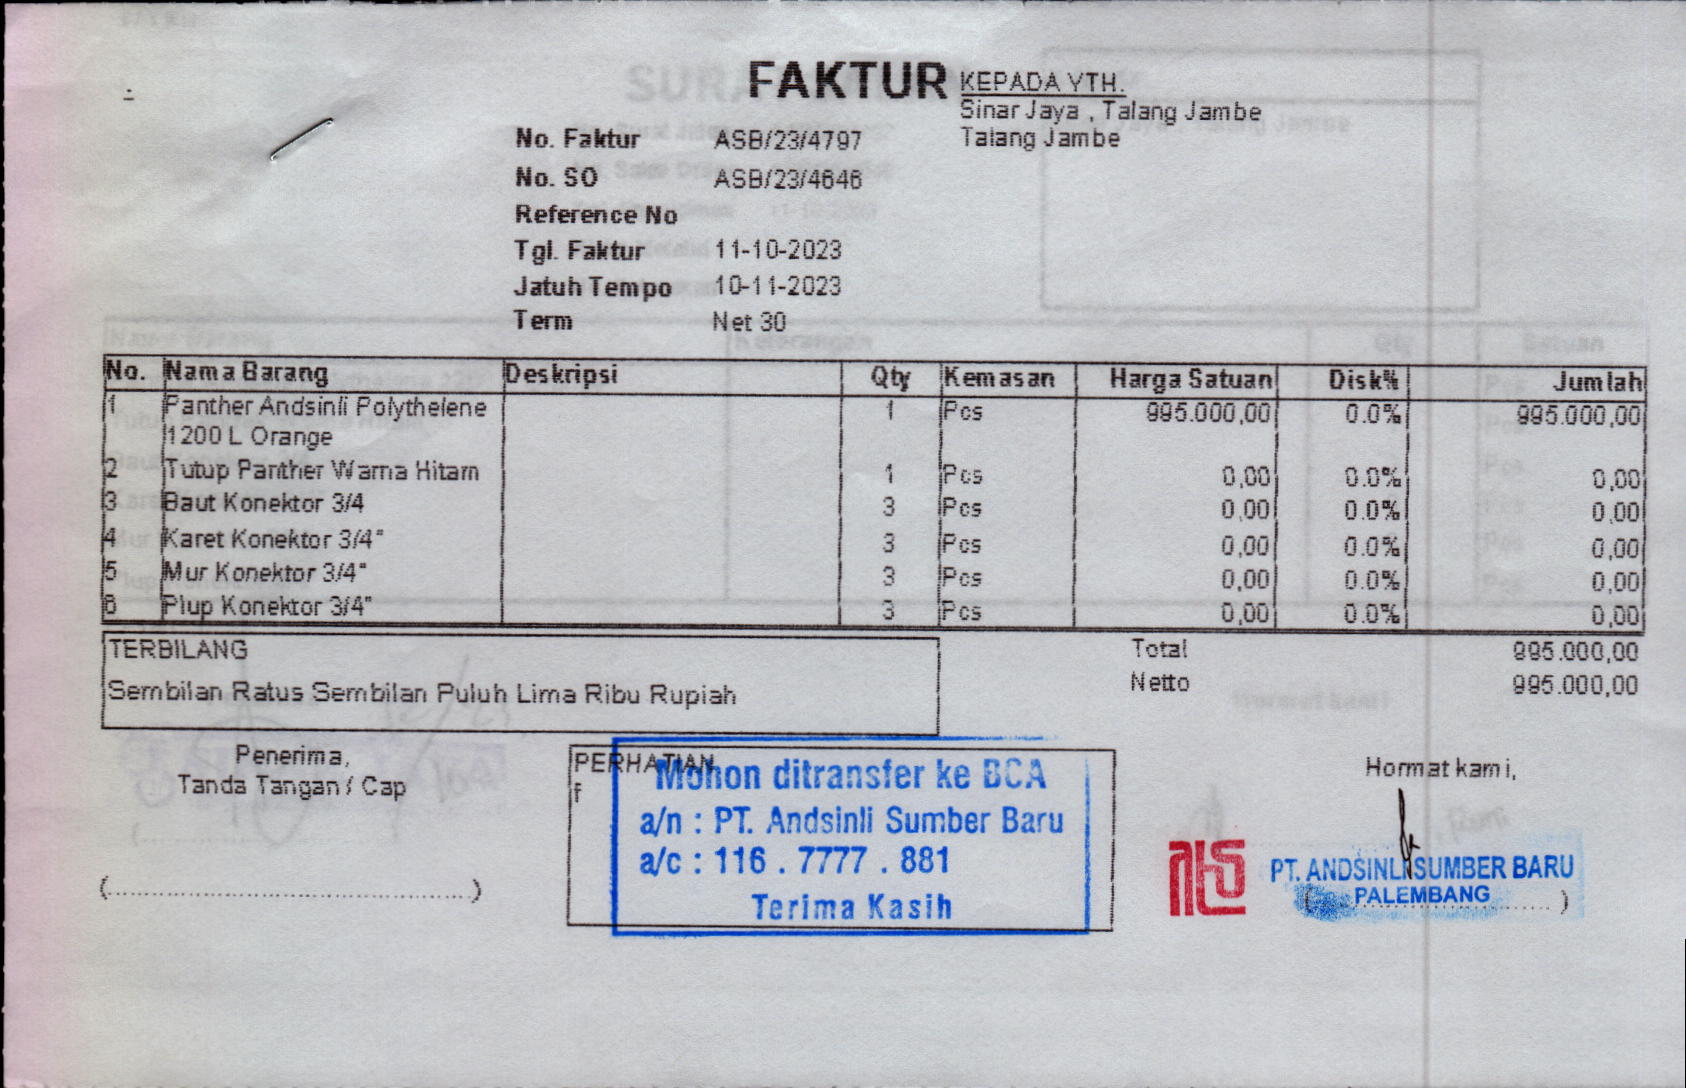 FAKTUR
KEPADA YTH.
Sinar Jaya , Talang Jambe
Talang Jambe
No. Faktur ASB/23/4797
No. SO ASB/23/4646
Reference No
Tgl. Faktur 11-10-2023
Jatuh Tempo 10-11-2023
Term Net 30
No. Nama Barang Deskripsi Qty Kemasan Harga Satuan Disk% Jumlah
1 Panther Andsinli Polythelene 1 Pcs 995.000,00 0.0% 995.000,00
1200 L Orange
2 Tutup Panther Warna Hitam 1 Pcs 0,00 0.0% 0,00
3 Baut Konektor 3/4 3 Pcs 0,00 0.0% 0,00
4 Karet Konektor 3/4" 3 Pcs 0,00 0.0% 0,00
5 Mur Konektor 3/4" 3 Pcs 0,00 0.0% 0,00
6 Plup Konektor 3/4" 3 Pcs 0,00 0.0% 0,00
TERBILANG
Sembilan Ratus Sembilan Puluh Lima Ribu Rupiah
Total 995.000,00
Netto 995.000,00
Penerima,
Tanda Tangan / Cap
(........................................)
PERHATIAN
f
Mohon ditransfer ke BCA
a/n : PT. Andsinli Sumber Baru
a/c : 116 . 7777 . 881
Terima Kasih
Hormat kami,
PT. ANDSINLI SUMBER BARU
PALEMBANG